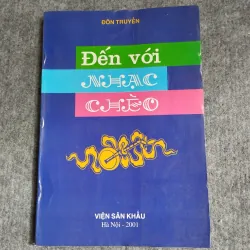 ĐÔN TRUYỀN
Đến với
NHẠC
CHÈO
VIỆN SÂN KHẤU
Hà Nội - 2001